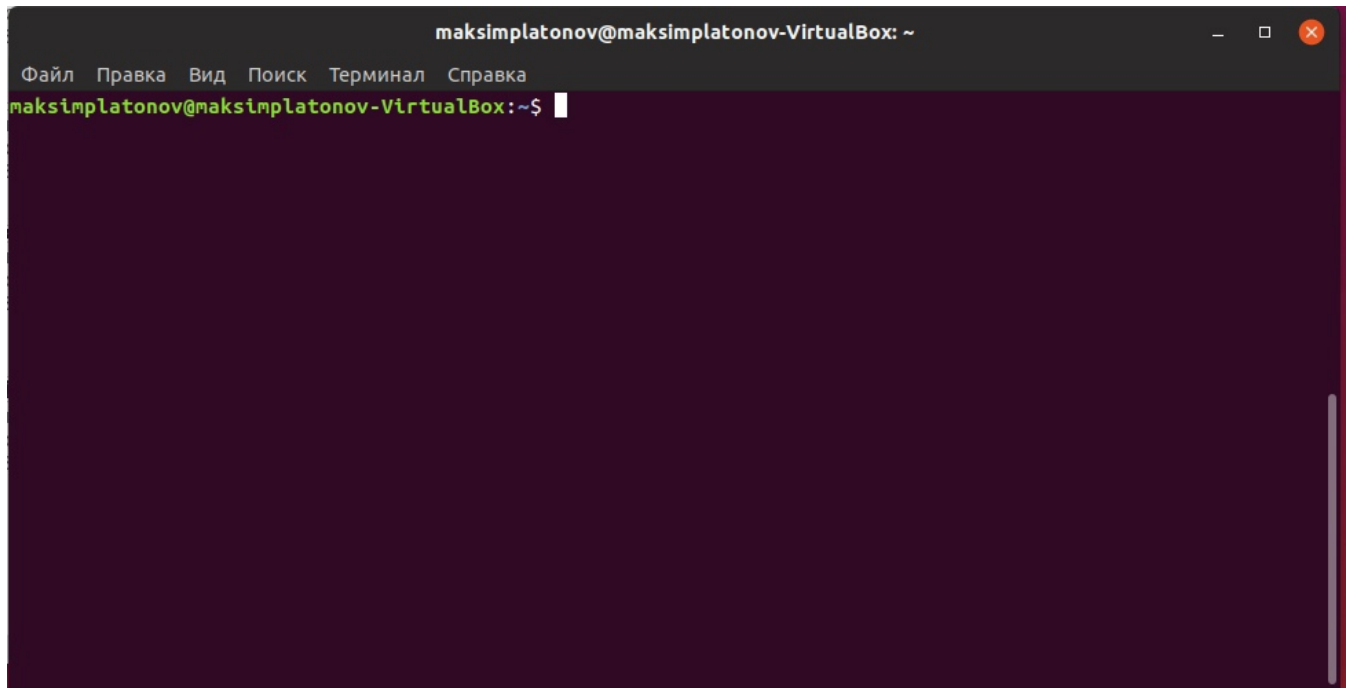 maksimplatonov@maksimplatonov-VirtualBox: ~
Файл Правка Вид Поиск Терминал Справка
maksimplatonov@maksimplatonov-VirtualBox:~$